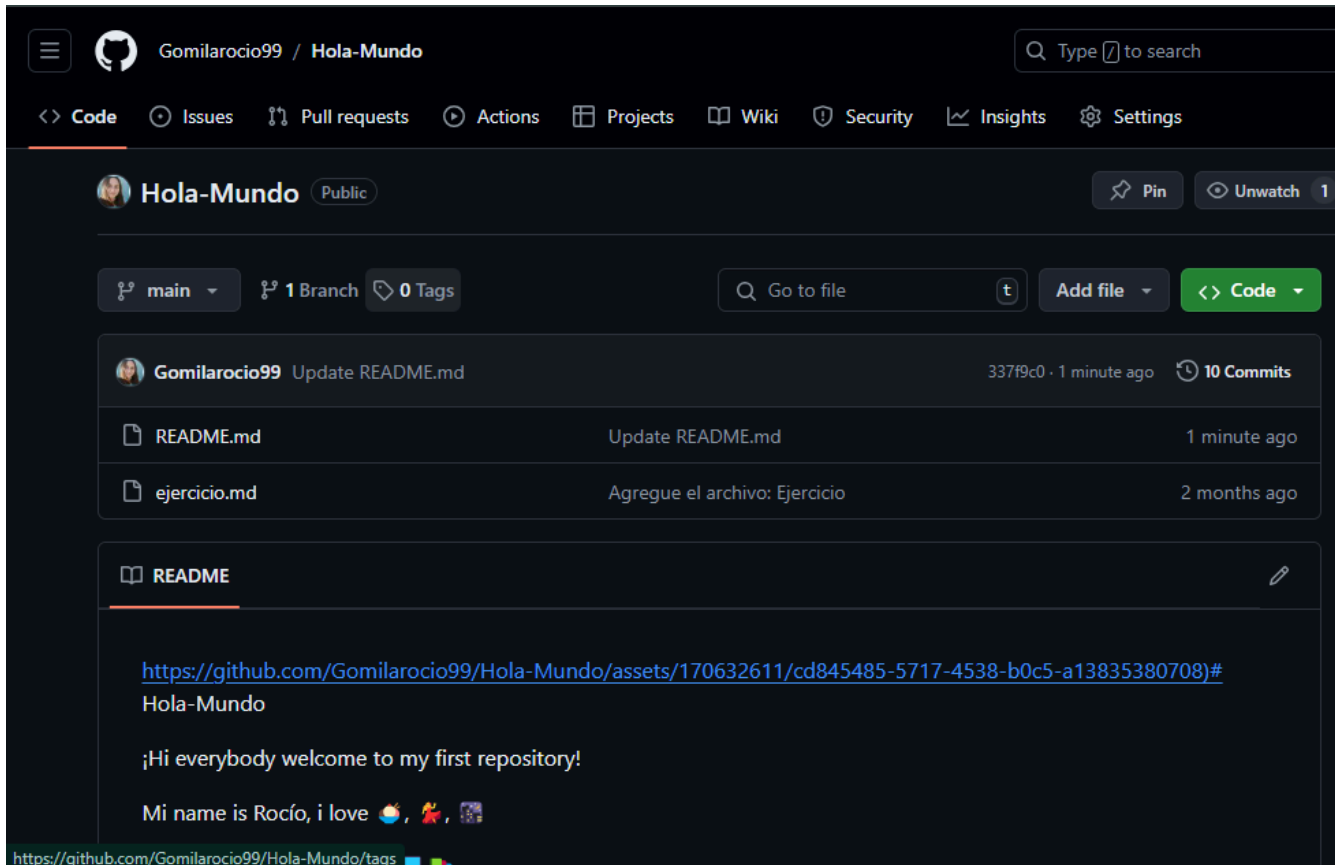 Gomilarocio99 / Hola-Mundo
Type / to search
Code Issues Pull requests Actions Projects Wiki Security Insights Settings
Hola-Mundo Public Pin Unwatch 1
main 1 Branch 0 Tags Go to file t Add file Code
Gomilarocio99 Update README.md 337f9c0 · 1 minute ago 10 Commits
README.md Update README.md 1 minute ago
ejercicio.md Agregue el archivo: Ejercicio 2 months ago
README
https://github.com/Gomilarocio99/Hola-Mundo/assets/170632611/cd845485-5717-4538-b0c5-a13835380708)#
Hola-Mundo
¡Hi everybody welcome to my first repository!
Mi name is Rocío, i love 🍧, 💃, 🎆
https://github.com/Gomilarocio99/Hola-Mundo/tags